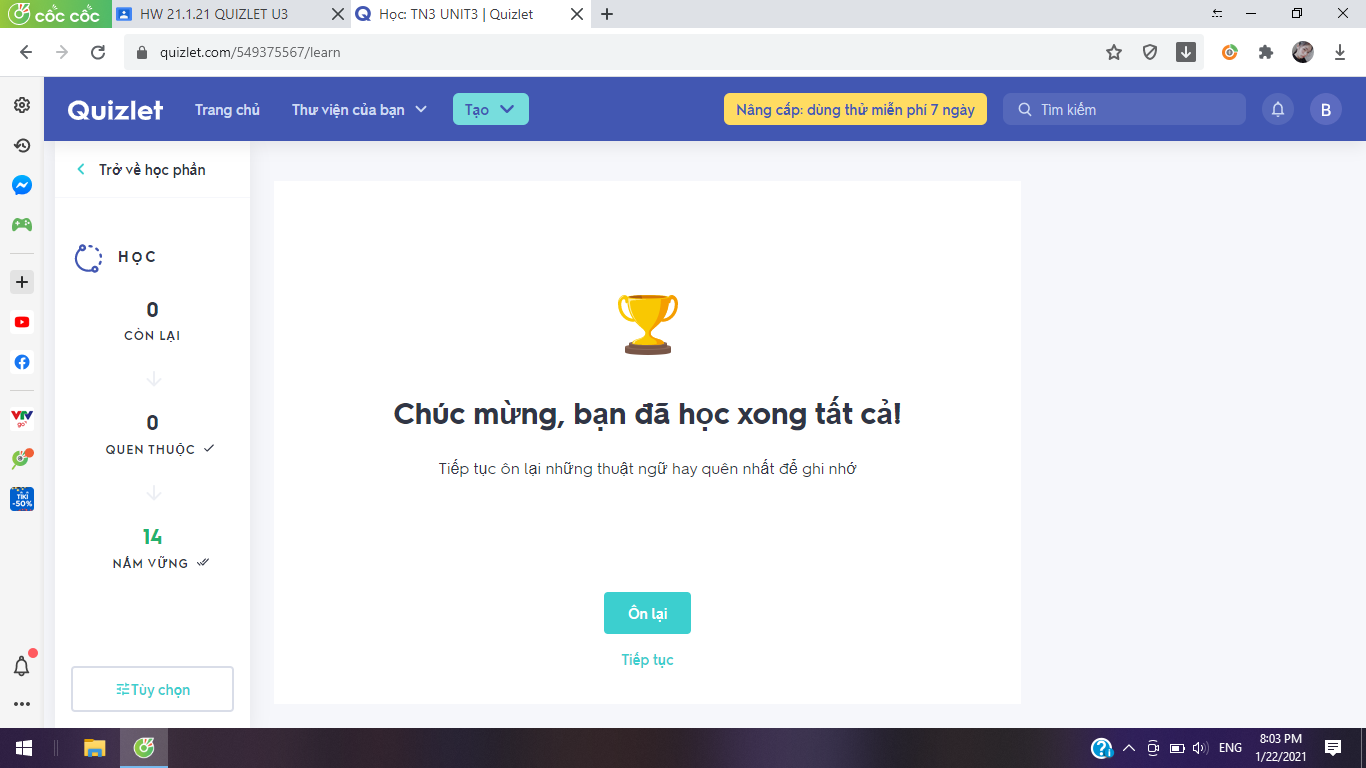 cốc cốc
HW 21.1.21 QUIZLET U3
Học: TN3 UNIT3 | Quizlet
quizlet.com/549375567/learn
Quizlet
Trang chủ
Thư viện của bạn
Tạo
Nâng cấp: dùng thử miễn phí 7 ngày
Tìm kiếm
B
Trở về học phần
HỌC
0
CÒN LẠI
0
QUEN THUỘC
14
NẮM VỮNG
Tùy chọn
Chúc mừng, bạn đã học xong tất cả!
Tiếp tục ôn lại những thuật ngữ hay quên nhất để ghi nhớ
Ôn lại
Tiếp tục
VTV
go
TIKI
-50%
ENG
8:03 PM
1/22/2021